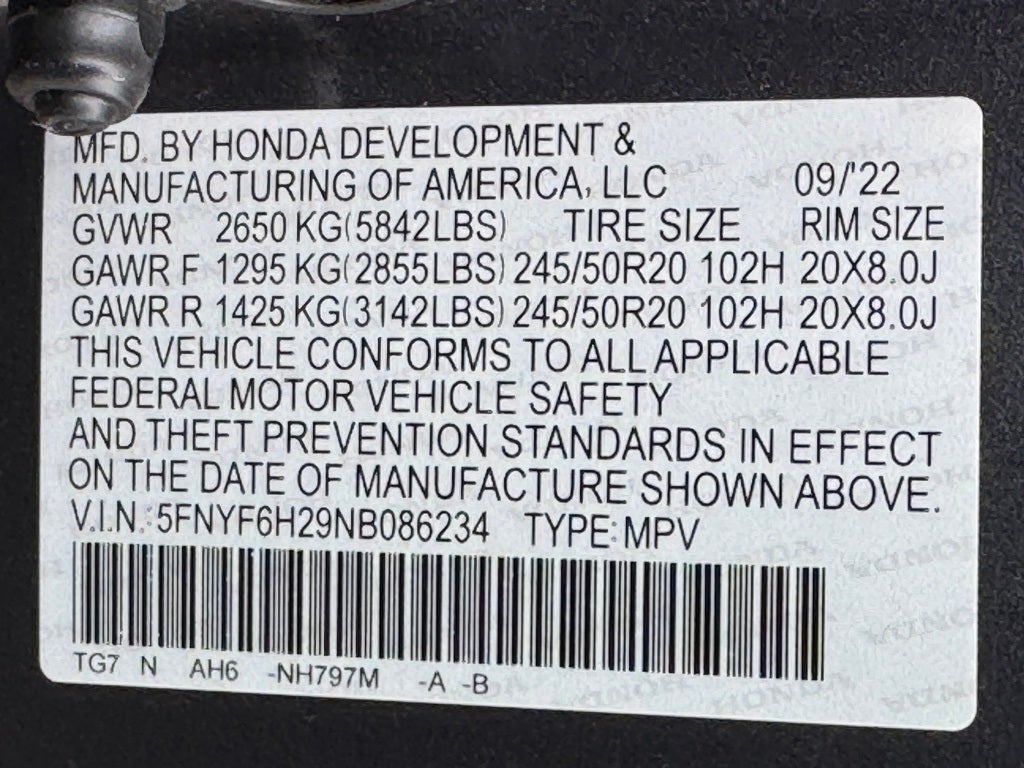 MFD. BY HONDA DEVELOPMENT &
MANUFACTURING OF AMERICA, LLC 09/'22
GVWR 2650 KG(5842LBS) TIRE SIZE RIM SIZE
GAWR F 1295 KG(2855LBS) 245/50R20 102H 20X8.0J
GAWR R 1425 KG(3142LBS) 245/50R20 102H 20X8.0J
THIS VEHICLE CONFORMS TO ALL APPLICABLE
FEDERAL MOTOR VEHICLE SAFETY
AND THEFT PREVENTION STANDARDS IN EFFECT
ON THE DATE OF MANUFACTURE SHOWN ABOVE.
V.I.N.: 5FNYF6H29NB086234 TYPE: MPV
TG7 N AH6 -NH797M -A -B